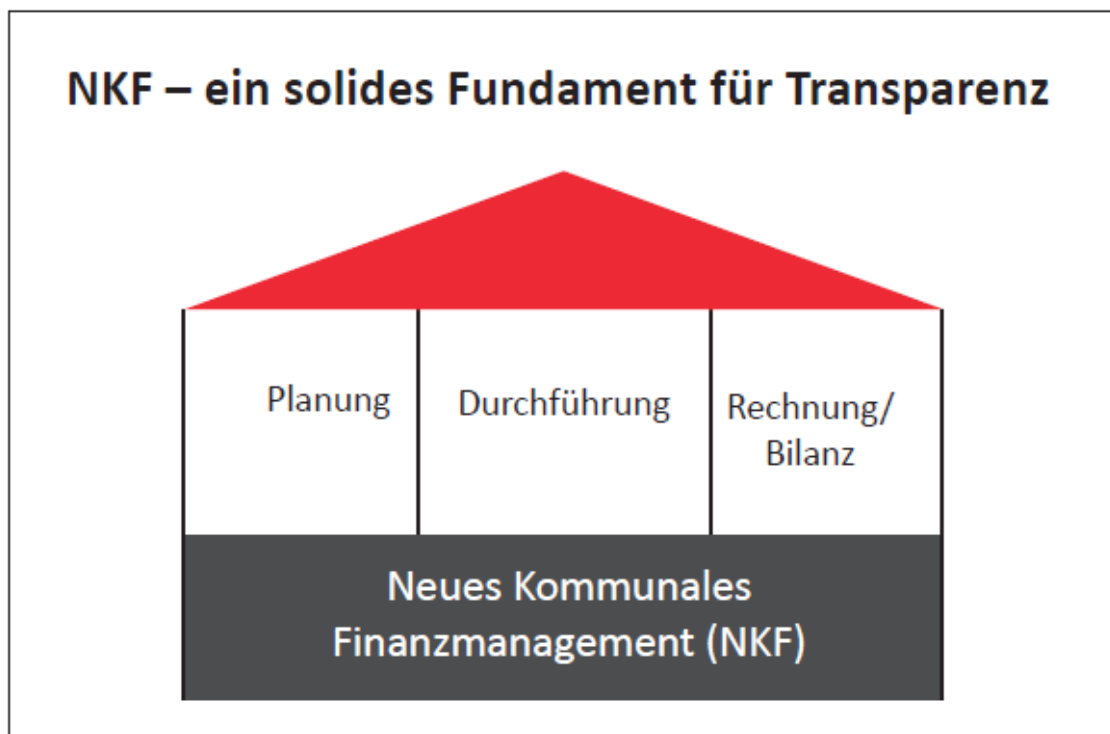 NKF – ein solides Fundament für Transparenz
Planung
Durchführung
Rechnung/
Bilanz
Neues Kommunales
Finanzmanagement (NKF)